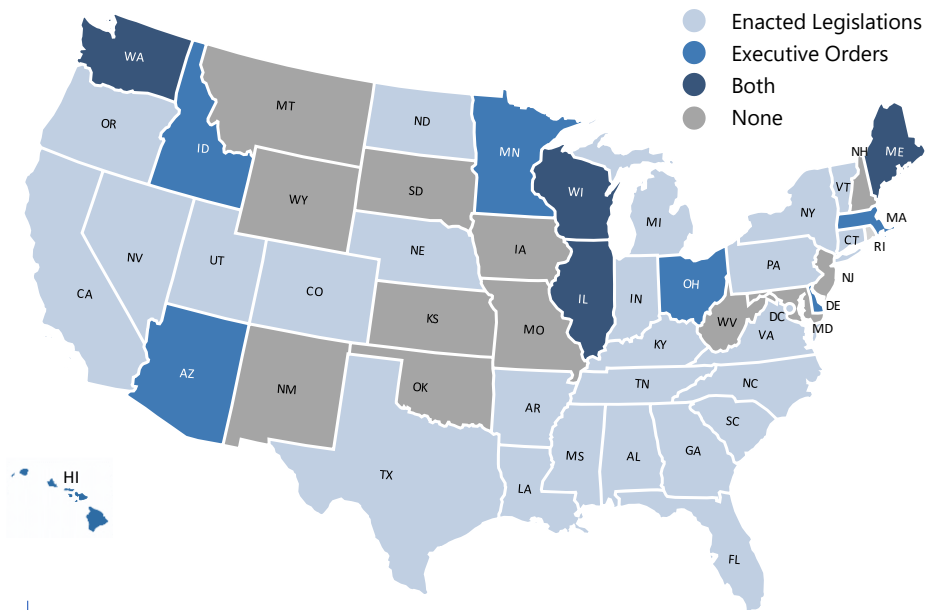 Enacted Legislations
Executive Orders
Both
None
WA
MT
ND
OR
ID
MN
NH
ME
WI
VT
SD
WY
NY
MA
MI
CT
RI
IA
NE
NV
UT
PA
NJ
CA
CO
IL
IN
OH
DE
DC
MD
KS
MO
WV
VA
KY
AZ
NM
OK
TN
NC
AR
SC
MS
AL
GA
TX
LA
HI
FL